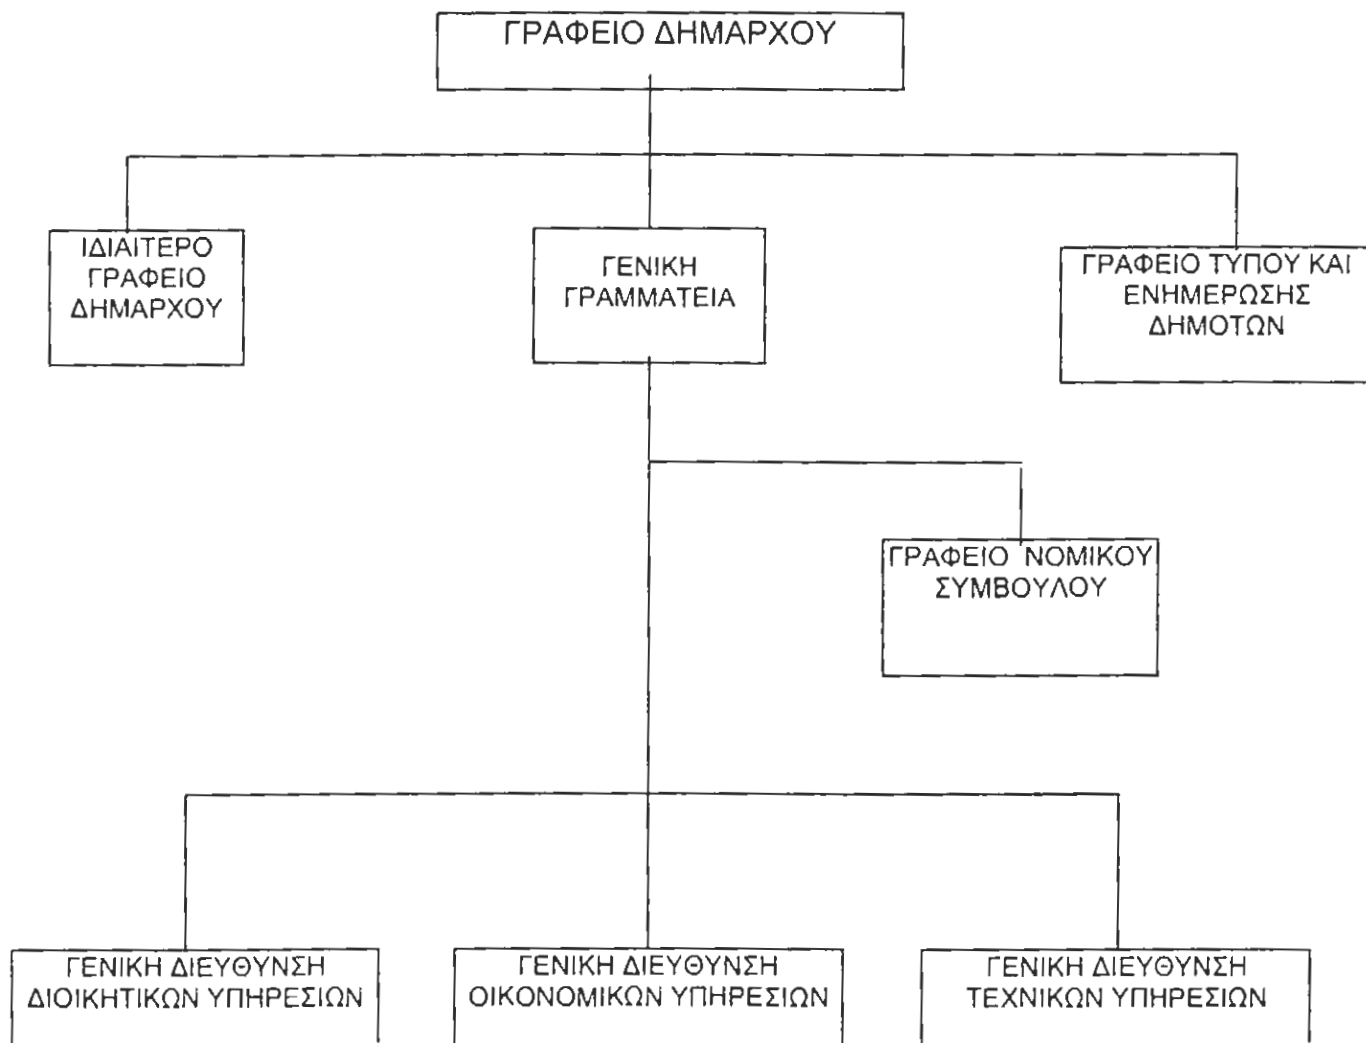 ΓΡΑΦΕΙΟ ΔΗΜΑΡΧΟΥ
ΙΔΙΑΙΤΕΡΟ
ΓΡΑΦΕΙΟ
ΔΗΜΑΡΧΟΥ
ΓΕΝΙΚΗ
ΓΡΑΜΜΑΤΕΙΑ
ΓΡΑΦΕΙΟ ΤΥΠΟΥ ΚΑΙ
ΕΝΗΜΕΡΩΣΗΣ
ΔΗΜΟΤΩΝ
ΓΡΑΦΕΙΟ ΝΟΜΙΚΟΥ
ΣΥΜΒΟΥΛΟΥ
ΓΕΝΙΚΗ ΔΙΕΥΘΥΝΣΗ
ΔΙΟΙΚΗΤΙΚΩΝ ΥΠΗΡΕΣΙΩΝ
ΓΕΝΙΚΗ ΔΙΕΥΘΥΝΣΗ
ΟΙΚΟΝΟΜΙΚΩΝ ΥΠΗΡΕΣΙΩΝ
ΓΕΝΙΚΗ ΔΙΕΥΘΥΝΣΗ
ΤΕΧΝΙΚΩΝ ΥΠΗΡΕΣΙΩΝ